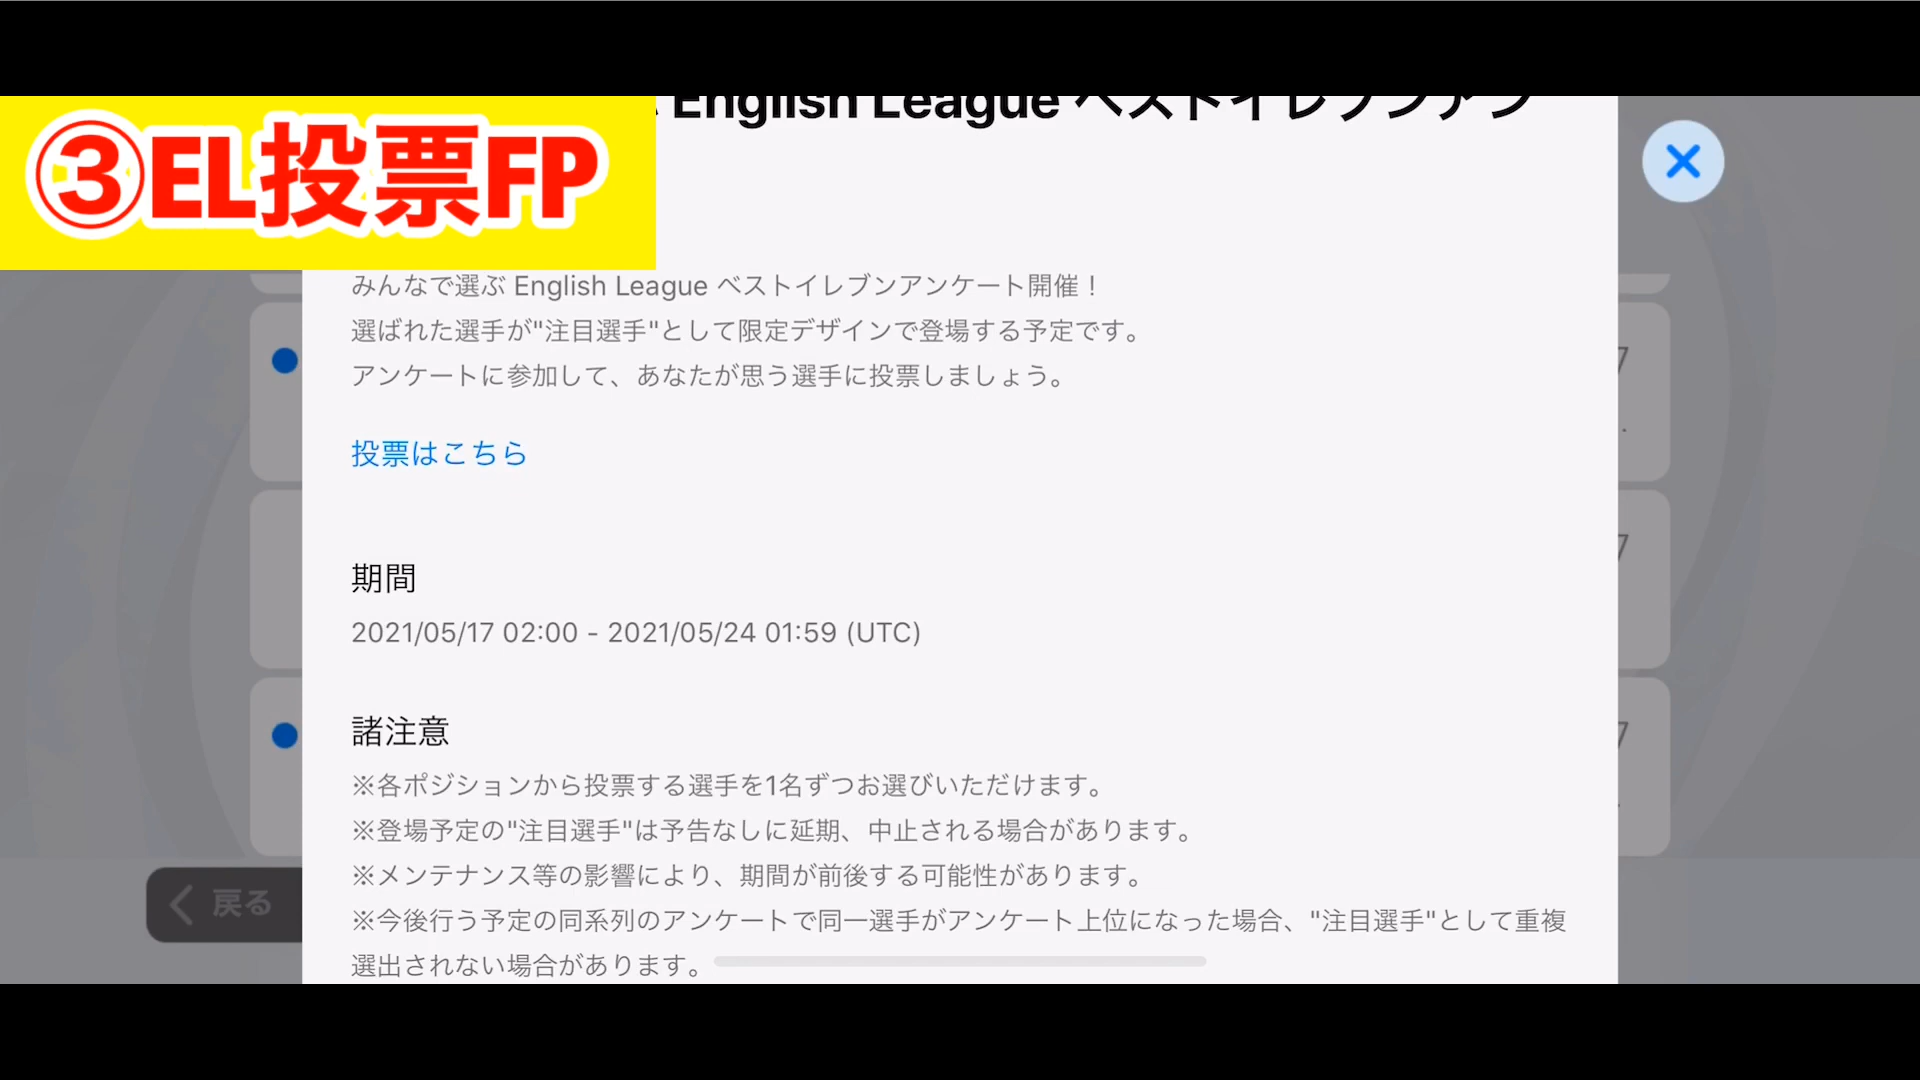 English League ベストイレブンアン
③EL投票FP
みんなで選ぶ English League ベストイレブンアンケート開催！
選ばれた選手が"注目選手"として限定デザインで登場する予定です。
アンケートに参加して、あなたが思う選手に投票しましょう。
投票はこちら
期間
2021/05/17 02:00 - 2021/05/24 01:59 (UTC)
諸注意
※各ポジションから投票する選手を1名ずつお選びいただけます。
※登場予定の"注目選手"は予告なしに延期、中止される場合があります。
※メンテナンス等の影響により、期間が前後する可能性があります。
※今後行う予定の同系列のアンケートで同一選手がアンケート上位になった場合、"注目選手"として重複
選出されない場合があります。
戻る
7
7
7